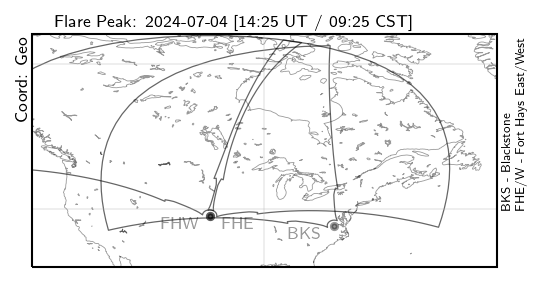 Flare Peak: 2024-07-04 [14:25 UT / 09:25 CST]
Coord: Geo
FHW
FHE
BKS
BKS - Blackstone
FHE/W - Fort Hays East/West